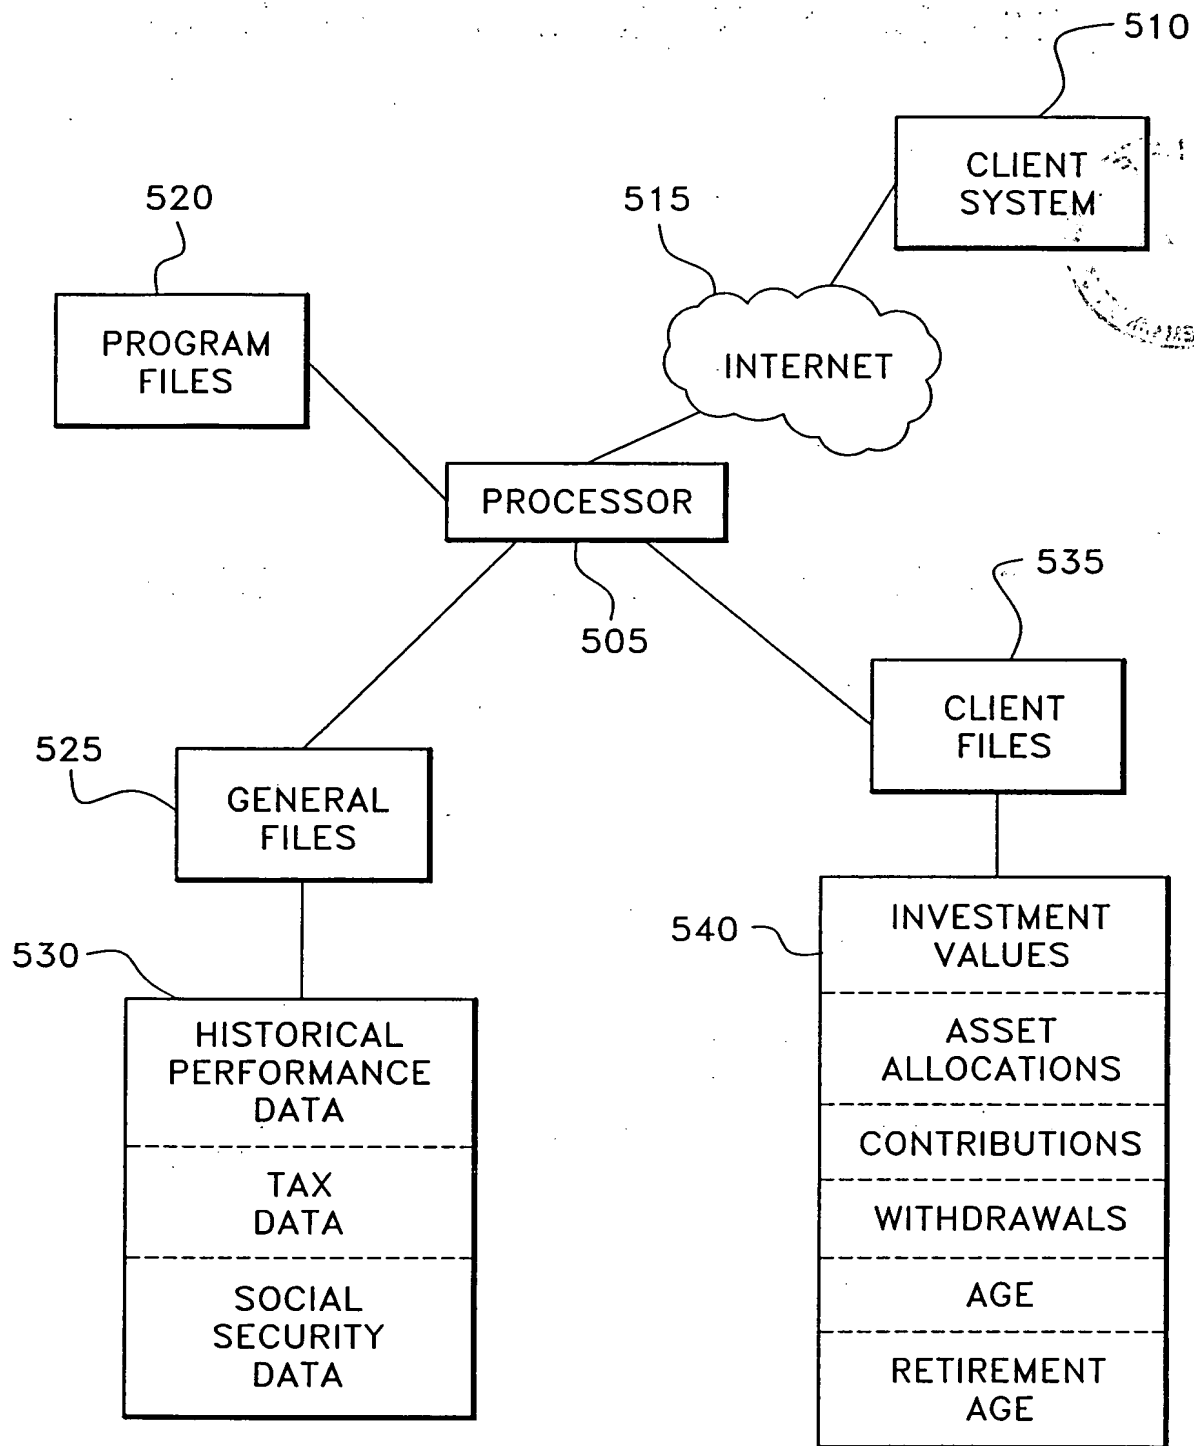 510
CLIENT
SYSTEM
520
515
PROGRAM
FILES
INTERNET
PROCESSOR
505
535
CLIENT
FILES
525
GENERAL
FILES
530
HISTORICAL
PERFORMANCE
DATA
TAX
DATA
SOCIAL
SECURITY
DATA
540
INVESTMENT
VALUES
ASSET
ALLOCATIONS
CONTRIBUTIONS
WITHDRAWALS
AGE
RETIREMENT
AGE